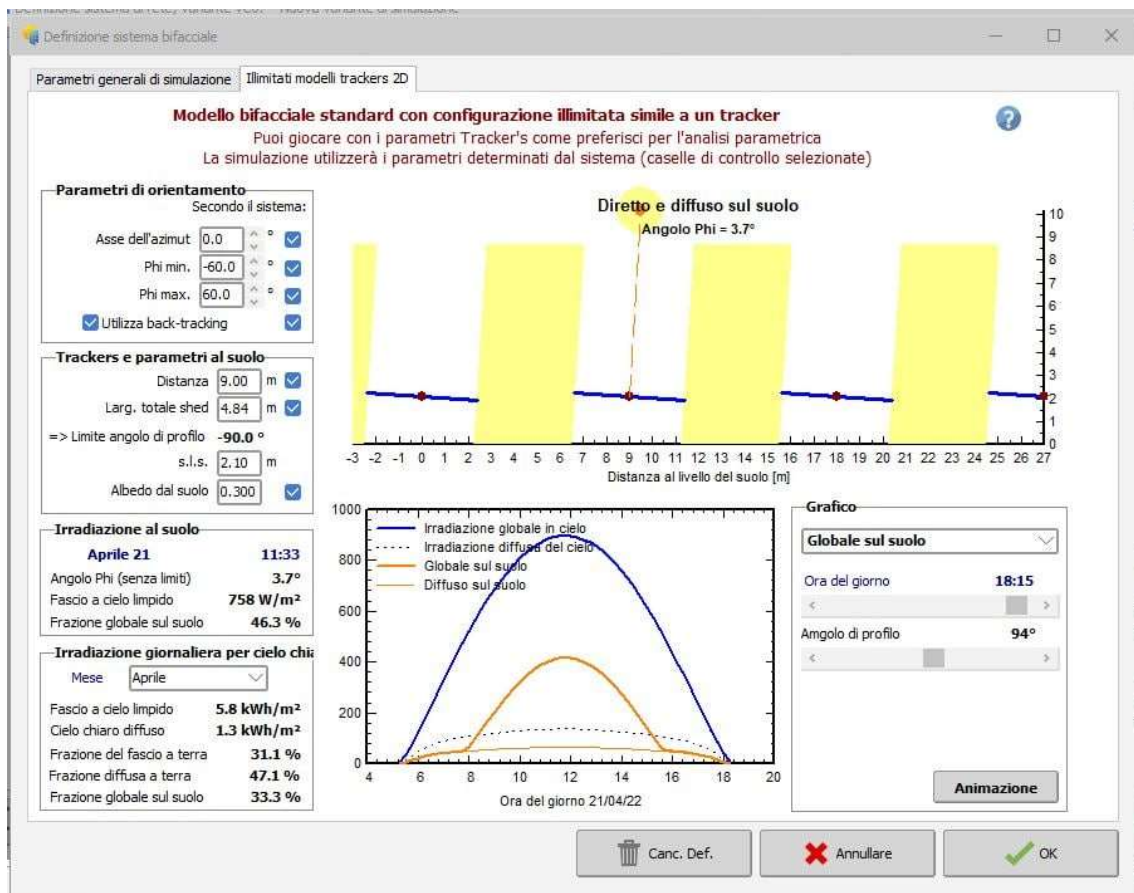 Definizione sistema bifacciale
Parametri generali di simulazione
Illimitati modelli trackers 2D
Modello bifacciale standard con configurazione illimitata simile a un tracker
Puoi giocare con i parametri Tracker's come preferisci per l'analisi parametrica
La simulazione utilizzerà i parametri determinati dal sistema (caselle di controllo selezionate)
Parametri di orientamento
Secondo il sistema:
Asse dell'azimut 0.0 °
Phi min. -60.0 °
Phi max. 60.0 °
Utilizza back-tracking
Trackers e parametri al suolo
Distanza 9.00 m
Larg. totale shed 4.84 m
=> Limite angolo di profilo -90.0 °
s.l.s. 2.10 m
Albedo dal suolo 0.300
Irradiazione al suolo
Aprile 21 11:33
Angolo Phi (senza limiti) 3.7°
Fascio a cielo limpido 758 W/m²
Frazione globale sul suolo 46.3 %
Irradiazione giornaliera per cielo chia
Mese Aprile
Fascio a cielo limpido 5.8 kWh/m²
Cielo chiaro diffuso 1.3 kWh/m²
Frazione del fascio a terra 31.1 %
Frazione diffusa a terra 47.1 %
Frazione globale sul suolo 33.3 %
Diretto e diffuso sul suolo
Angolo Phi = 3.7°
10
9
8
7
6
5
4
3
2
1
0
-3 -2 -1 0 1 2 3 4 5 6 7 8 9 10 11 12 13 14 15 16 17 18 19 20 21 22 23 24 25 26 27
Distanza al livello del suolo [m]
1000
800
600
400
200
0
Irradiazione globale in cielo
Irradiazione diffusa del cielo
Globale sul suolo
Diffuso sul suolo
4 6 8 10 12 14 16 18 20
Ora del giorno 21/04/22
Grafico
Globale sul suolo
Ora del giorno 18:15
Amgolo di profilo 94°
Animazione
Canc. Def.
Annullare
OK